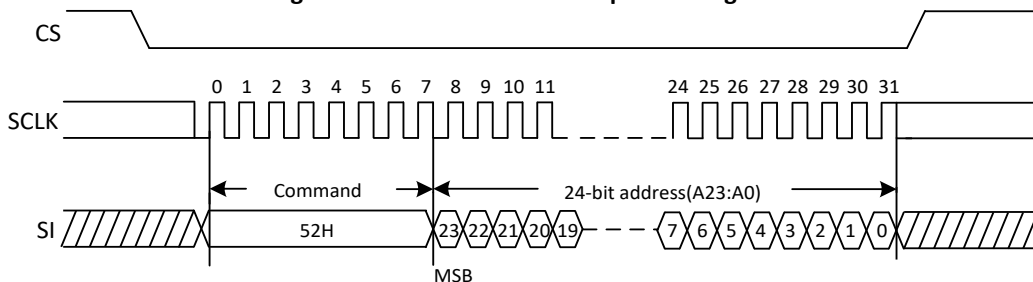 CS
0 1 2 3 4 5 6 7 8 9 10 11 24 25 26 27 28 29 30 31
SCLK
Command 24-bit address(A23:A0)
SI 52H 23 22 21 20 19 7 6 5 4 3 2 1 0
MSB